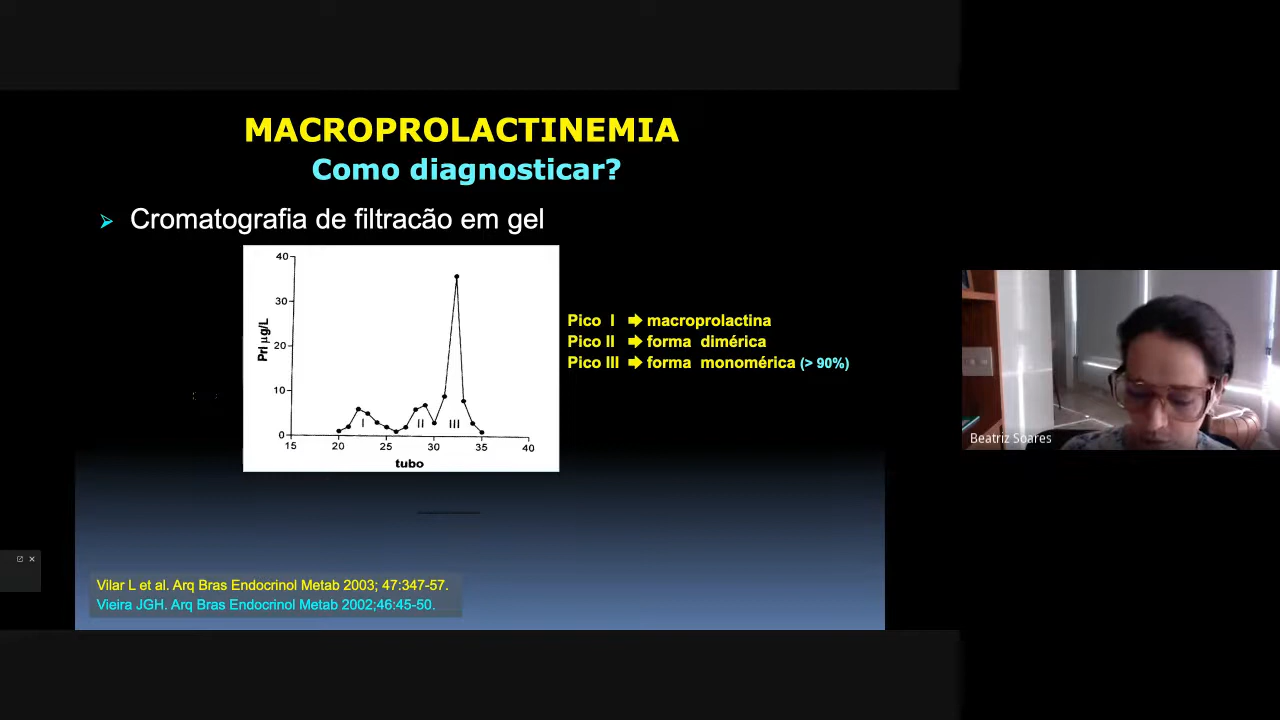 MACROPROLACTINEMIA
Como diagnosticar?
Cromatografia de filtracão em gel
40
30
20
10
0
Prl µg/L
I
II
III
15
20
25
30
35
40
tubo
Pico I macroprolactina
Pico II forma dimérica
Pico III forma monomérica (> 90%)
Beatriz Soares
Vilar L et al. Arq Bras Endocrinol Metab 2003; 47:347-57.
Vieira JGH. Arq Bras Endocrinol Metab 2002;46:45-50.